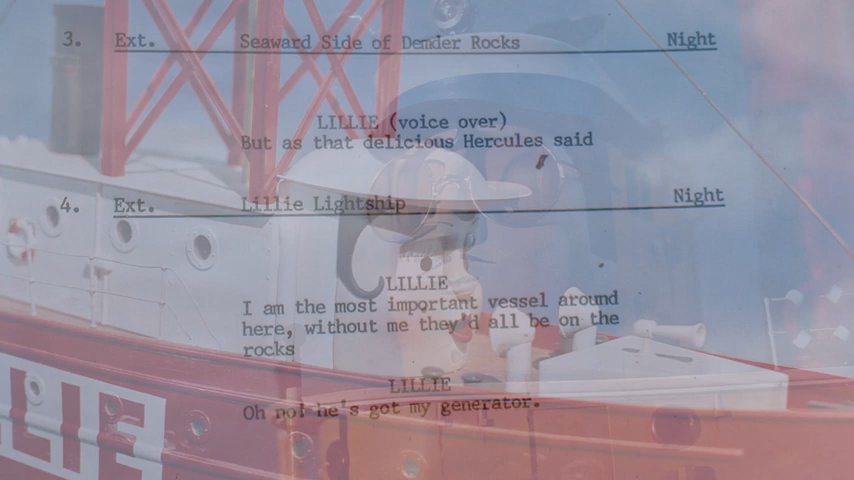 3. Ext. Seaward Side of Demder Rocks Night
LILLIE (voice over)
But as that delicious Hercules said
4. Ext. Lillie Lightship Night
LILLIE
I am the most important vessel around
here, without me they'd all be on the
rocks
LILLIE
Oh no! he's got my generator.
LLIE